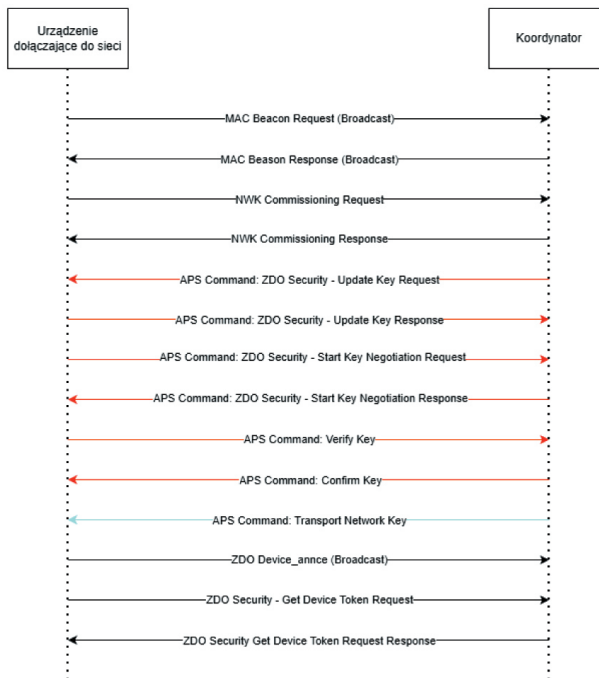 Urządzenie
dołączające do sieci
Koordynator
MAC Beacon Request (Broadcast)
MAC Beason Response (Broadcast)
NWK Commissioning Request
NWK Commissioning Response
APS Command: ZDO Security - Update Key Request
APS Command: ZDO Security - Update Key Response
APS Command: ZDO Security - Start Key Negotiation Request
APS Command: ZDO Security - Start Key Negotiation Response
APS Command: Verify Key
APS Command: Confirm Key
APS Command: Transport Network Key
ZDO Device_annce (Broadcast)
ZDO Security - Get Device Token Request
ZDO Security Get Device Token Request Response